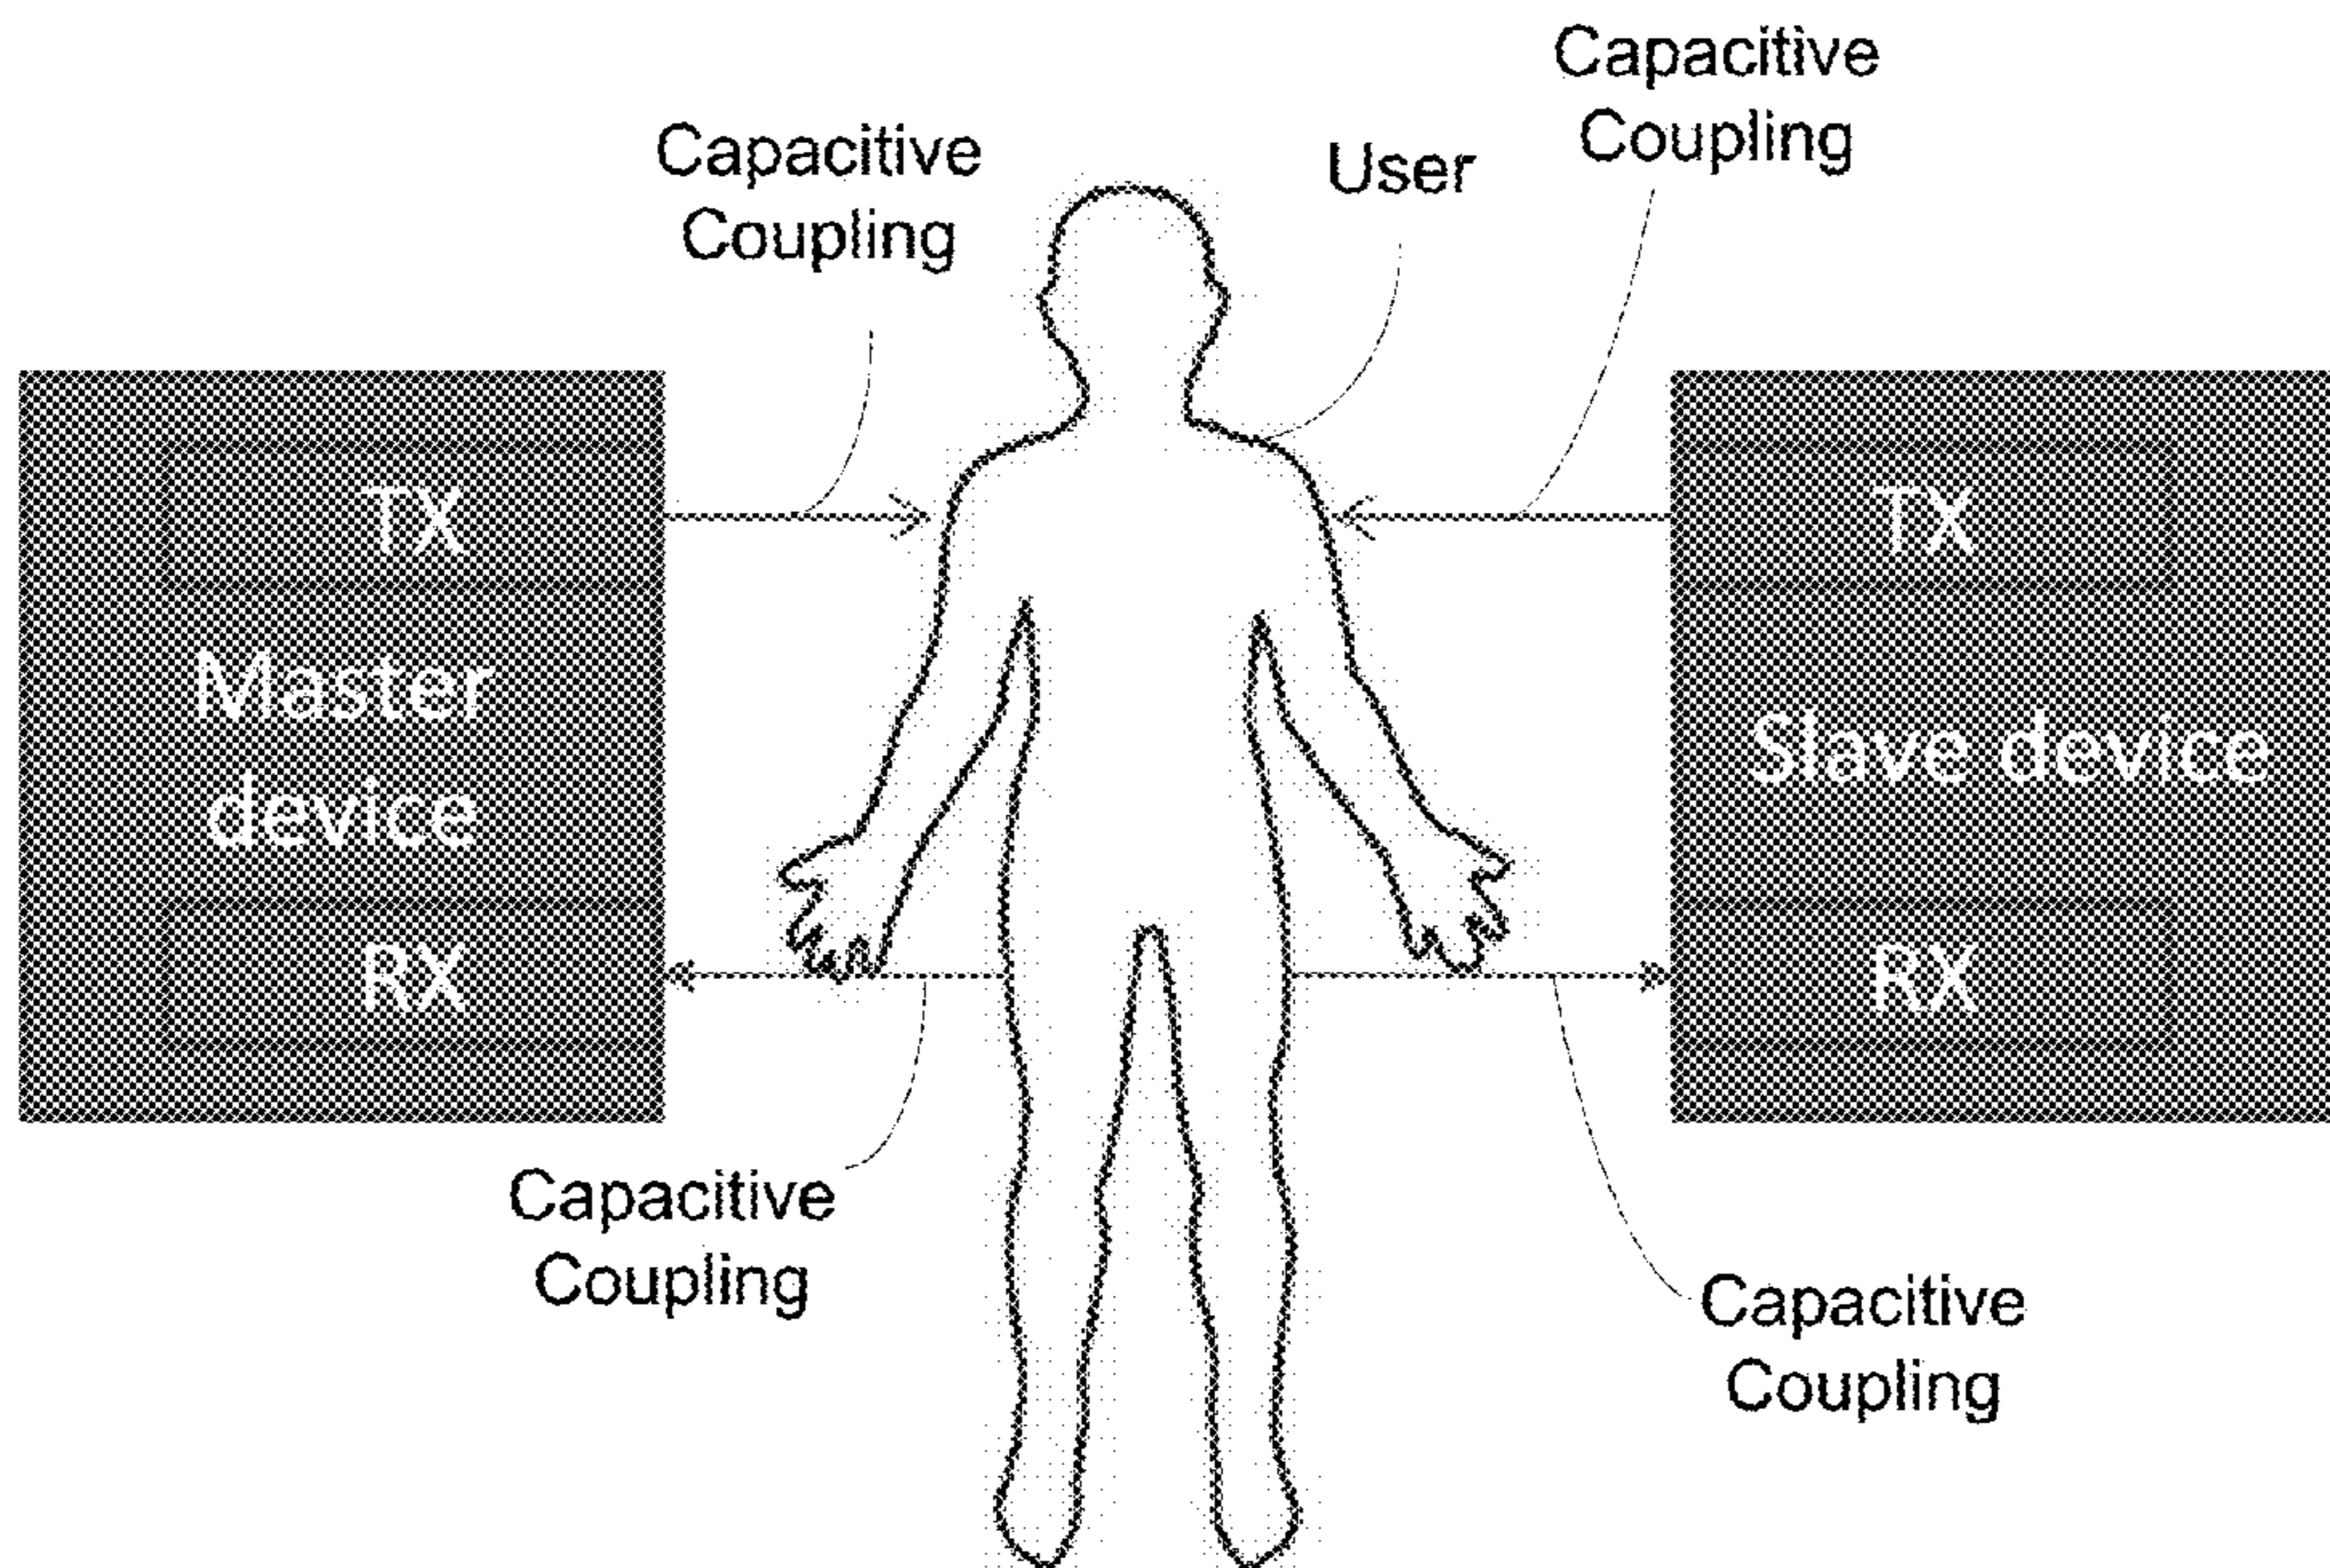 Capacitive
Coupling
User
Capacitive
Coupling
TX
Master
device
RX
TX
Slave device
RX
Capacitive
Coupling
Capacitive
Coupling